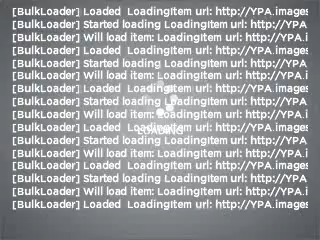 [BulkLoader] Loaded  LoadingItem url: http://YPA.images
[BulkLoader] Started loading LoadingItem url: http://YPA
[BulkLoader] Will load item: LoadingItem url: http://YPA.i
[BulkLoader] Loaded  LoadingItem url: http://YPA.images
[BulkLoader] Started loading LoadingItem url: http://YPA
[BulkLoader] Will load item: LoadingItem url: http://YPA.i
[BulkLoader] Loaded  LoadingItem url: http://YPA.images
[BulkLoader] Started loading LoadingItem url: http://YPA
[BulkLoader] Will load item: LoadingItem url: http://YPA.i
[BulkLoader] Loaded  LoadingItem url: http://YPA.images
LOADING
[BulkLoader] Started loading LoadingItem url: http://YPA
[BulkLoader] Will load item: LoadingItem url: http://YPA.i
[BulkLoader] Loaded  LoadingItem url: http://YPA.images
[BulkLoader] Started loading LoadingItem url: http://YPA
[BulkLoader] Will load item: LoadingItem url: http://YPA.i
[BulkLoader] Loaded  LoadingItem url: http://YPA.images